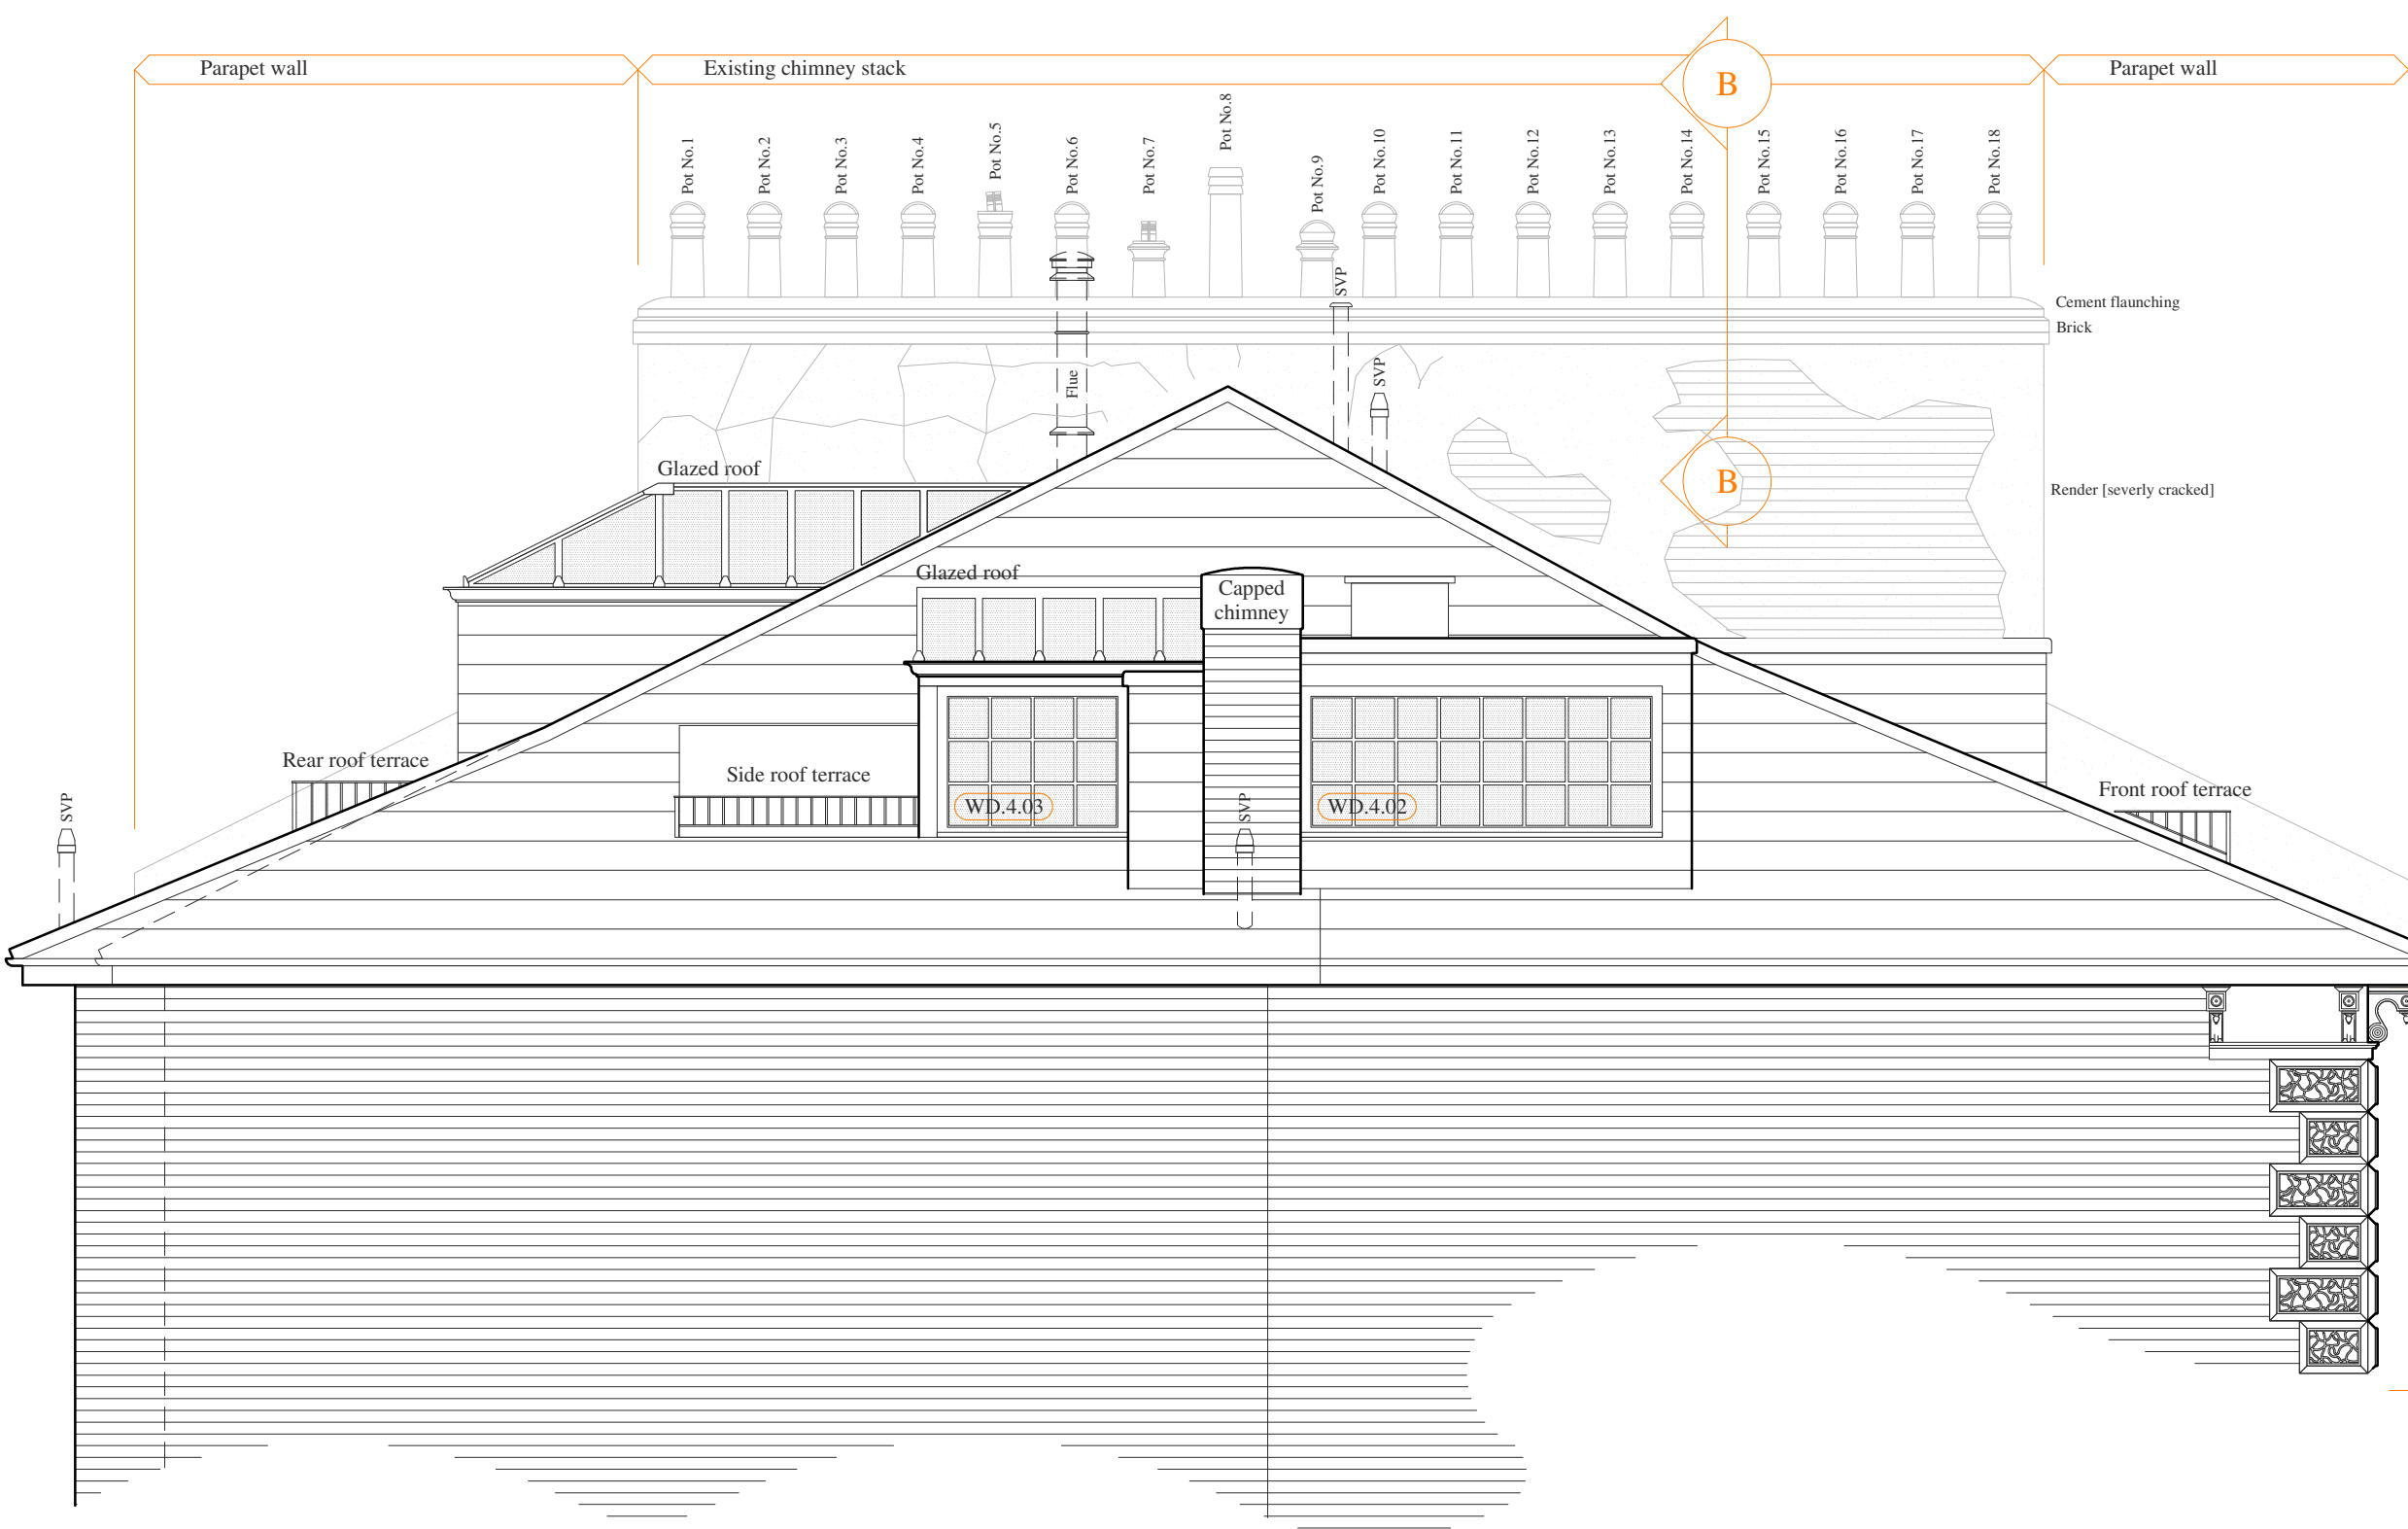 Parapet wall
Existing chimney stack
B
Parapet wall
Pot No.1
Pot No.2
Pot No.3
Pot No.4
Pot No.5
Pot No.6
Pot No.7
Pot No.8
Pot No.9
Pot No.10
Pot No.11
Pot No.12
Pot No.13
Pot No.14
Pot No.15
Pot No.16
Pot No.17
Pot No.18
SVP
Cement flaunching
Brick
Flue
SVP
Glazed roof
B
Render [severly cracked]
Glazed roof
Capped
chimney
Rear roof terrace
Side roof terrace
Front roof terrace
SVP
WD.4.03
SVP
WD.4.02